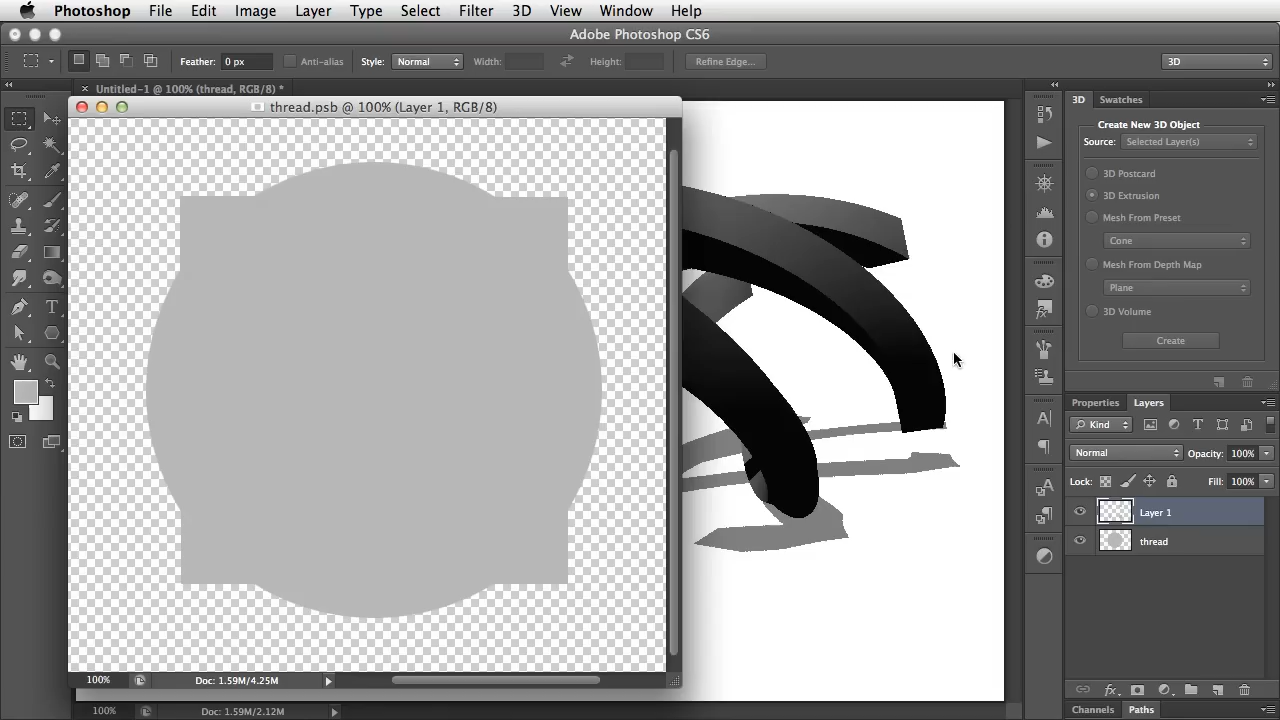 Photoshop File Edit Image Layer Type Select Filter 3D View Window Help
Adobe Photoshop CS6
Feather: 0 px Anti-alias Style: Normal Width: Height: Refine Edge... 3D
Untitled-1 @ 100% (thread, RGB/8) *
thread.psb @ 100% (Layer 1, RGB/8)
3D Swatches
Create New 3D Object
Source: Selected Layer(s)
3D Postcard
3D Extrusion
Mesh From Preset
Cone
Mesh From Depth Map
Plane
3D Volume
Create
Properties Layers
Kind
Normal Opacity: 100%
Lock: Fill: 100%
Layer 1
thread
100% Doc: 1.59M/4.25M
100% Doc: 1.59M/2.12M
Channels Paths